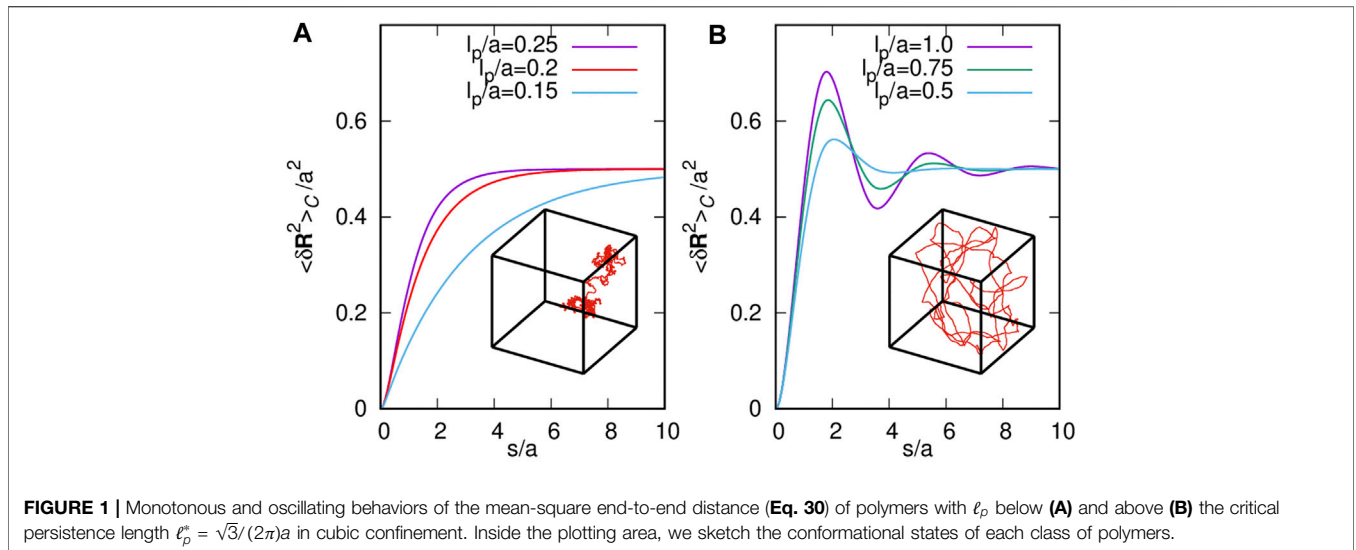 A
l_p/a=0.25
l_p/a=0.2
l_p/a=0.15
<δR²>_C/a²
0.6
0.4
0.2
0
0 2 4 6 8 10
s/a
B
l_p/a=1.0
l_p/a=0.75
l_p/a=0.5
<δR²>_C/a²
0.6
0.4
0.2
0
0 2 4 6 8 10
s/a
FIGURE 1 | Monotonous and oscillating behaviors of the mean-square end-to-end distance (Eq. 30) of polymers with ℓ_p below (A) and above (B) the critical
persistence length ℓ*_p = √3/(2π)a in cubic confinement. Inside the plotting area, we sketch the conformational states of each class of polymers.